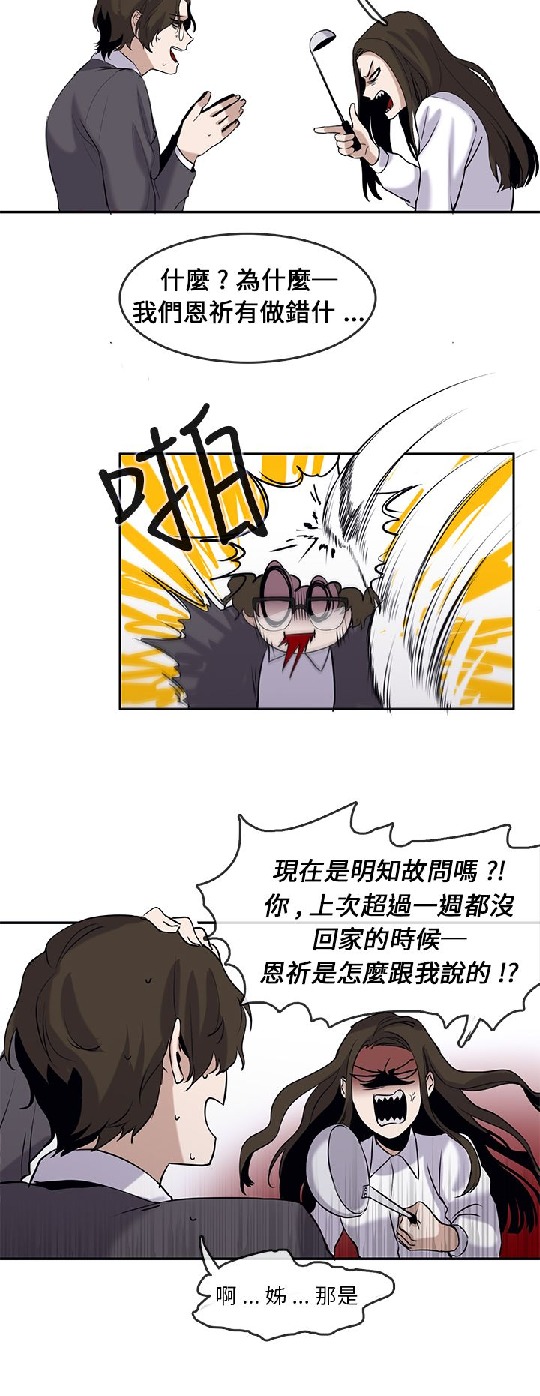 什麼？為什麼—
我們恩祈有做錯什...
啪
現在是明知故問嗎?!
你,上次超過一週都沒
回家的時候—
恩祈是怎麼跟我說的!?
啊...姊...那是